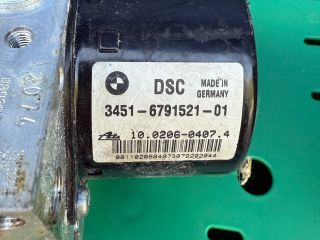 DSC MADE IN
GERMANY
3451-6791521-01
10.0206-0407.4